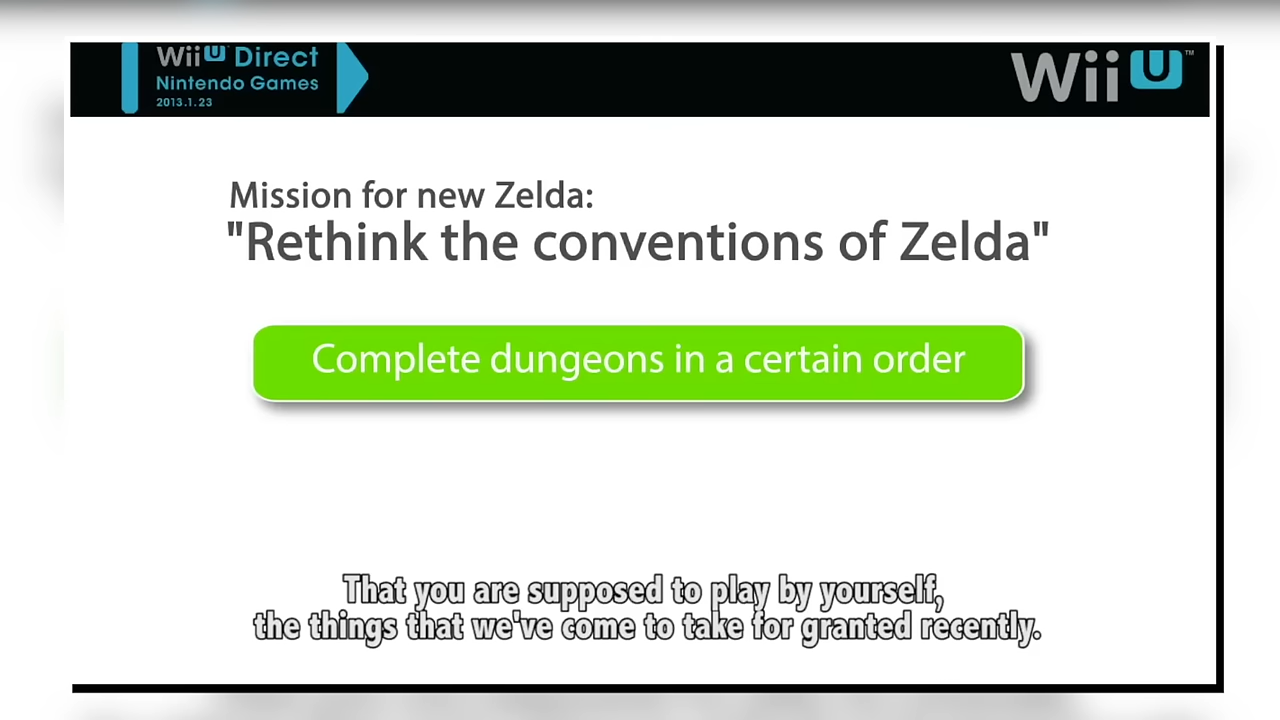 Wii U Direct
Nintendo Games
2013.1.23
Wii U™
Mission for new Zelda:
"Rethink the conventions of Zelda"
Complete dungeons in a certain order
That you are supposed to play by yourself,
the things that we've come to take for granted recently.